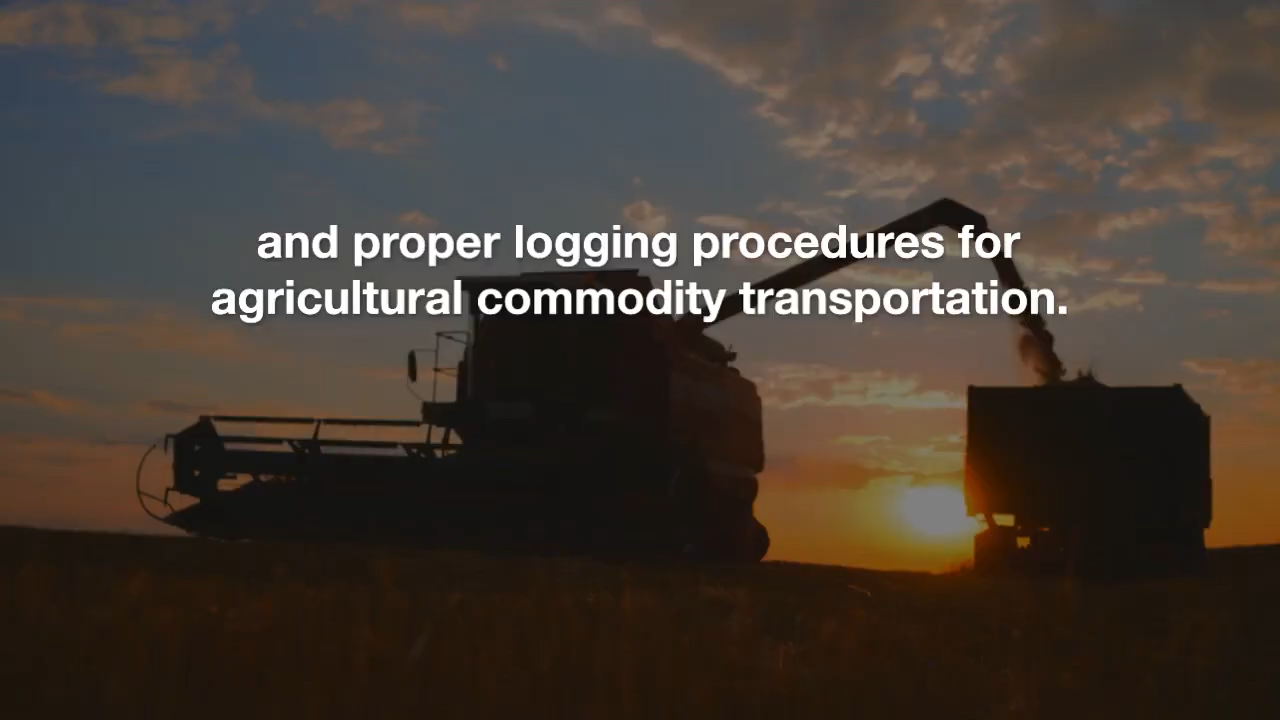 and proper logging procedures for
agricultural commodity transportation.